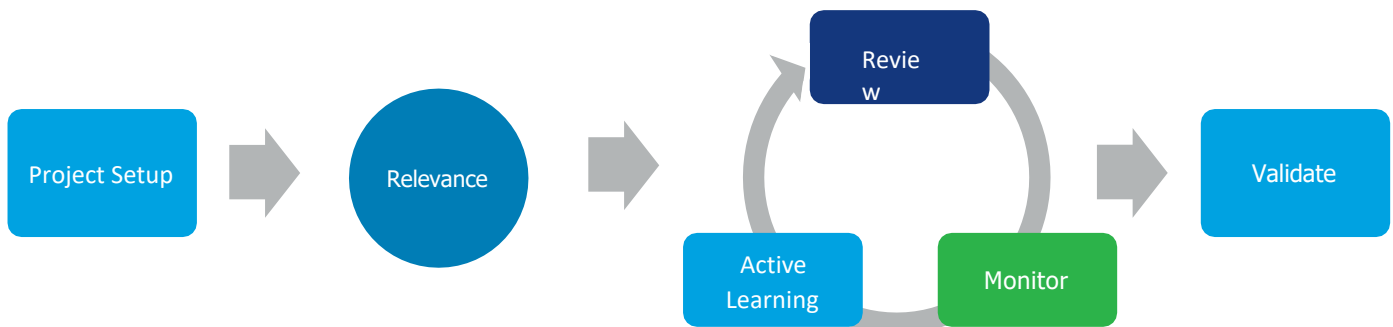 Project Setup
Relevance
Revie
w
Active
Learning
Monitor
Validate